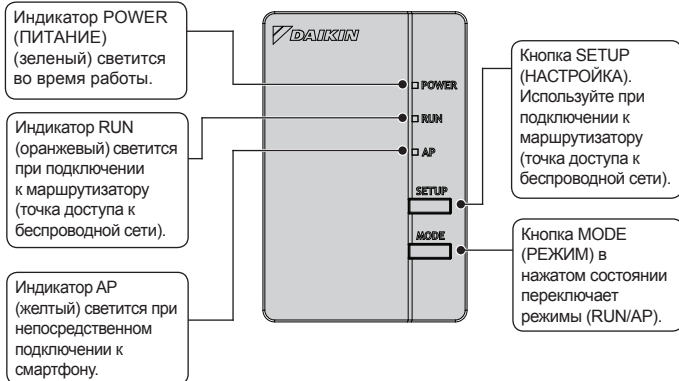 Индикатор POWER
(ПИТАНИЕ)
(зеленый) светится
во время работы.
Индикатор RUN
(оранжевый) светится
при подключении
к маршрутизатору
(точка доступа к
беспроводной сети).
Индикатор AP
(желтый) светится при
непосредственном
подключении к
смартфону.
DAIKIN
POWER
RUN
AP
SETUP
MODE
Кнопка SETUP
(НАСТРОЙКА).
Используйте при
подключении к
маршрутизатору
(точка доступа к
беспроводной сети).
Кнопка MODE
(РЕЖИМ) в
нажатом состоянии
переключает
режимы (RUN/AP).